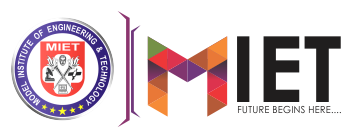 MODEL INSTITUTE OF ENGINEERING & TECHNOLOGY
MIET
MIET
FUTURE BEGINS HERE....